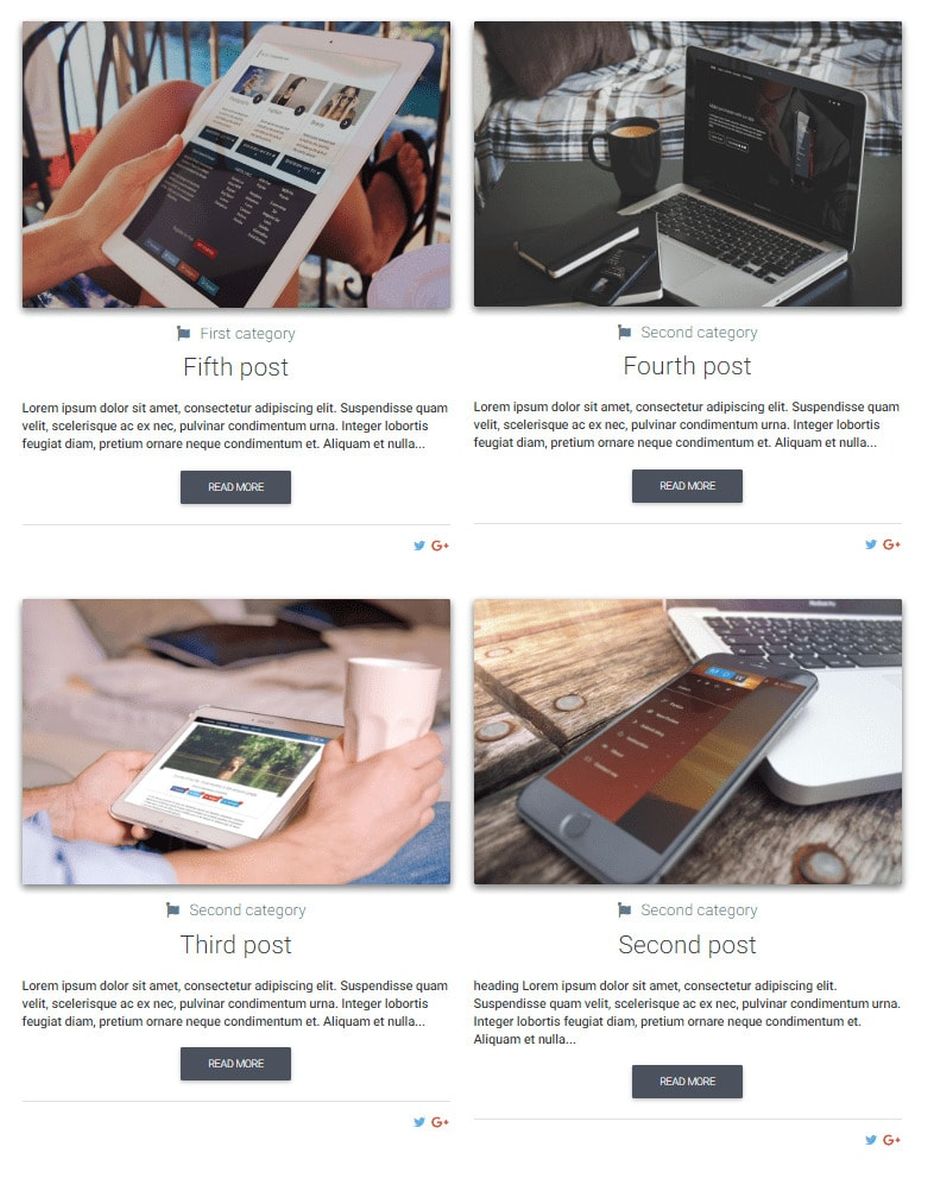 First category
Fifth post
Lorem ipsum dolor sit amet, consectetur adipiscing elit. Suspendisse quam
velit, scelerisque ac ex nec, pulvinar condimentum urna. Integer lobortis
feugiat diam, pretium ornare neque condimentum et. Aliquam et nulla...
READ MORE
G+
Second category
Fourth post
Lorem ipsum dolor sit amet, consectetur adipiscing elit. Suspendisse quam
velit, scelerisque ac ex nec, pulvinar condimentum urna. Integer lobortis
feugiat diam, pretium ornare neque condimentum et. Aliquam et nulla...
READ MORE
G+
Second category
Third post
Lorem ipsum dolor sit amet, consectetur adipiscing elit. Suspendisse quam
velit, scelerisque ac ex nec, pulvinar condimentum urna. Integer lobortis
feugiat diam, pretium ornare neque condimentum et. Aliquam et nulla...
READ MORE
G+
M D W
Second category
Second post
heading Lorem ipsum dolor sit amet, consectetur adipiscing elit.
Suspendisse quam velit, scelerisque ac ex nec, pulvinar condimentum urna.
Integer lobortis feugiat diam, pretium ornare neque condimentum et.
Aliquam et nulla...
READ MORE
G+